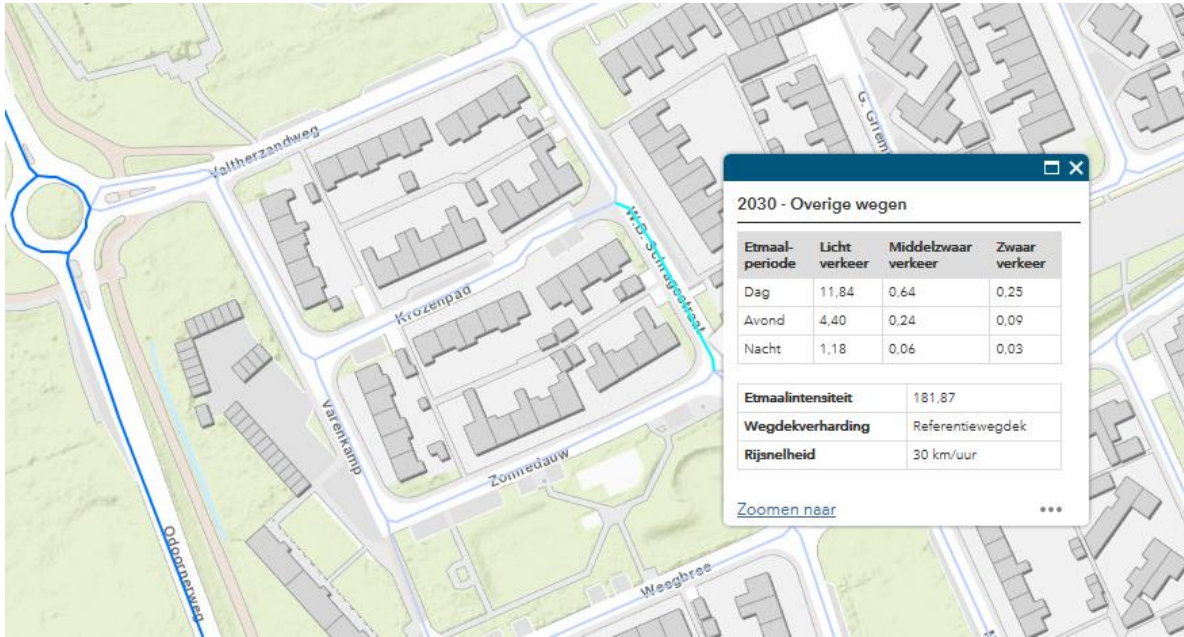 Valtherzandweg
Krozenpad
W.B. Schragestraat
G. Griem
Varenkamp
Zonnedauw
Odoornerweg
Weegbree
2030 - Overige wegen
Etmaal-periode Licht verkeer Middelzwaar verkeer Zwaar verkeer
Dag 11,84 0,64 0,25
Avond 4,40 0,24 0,09
Nacht 1,18 0,06 0,03
Etmaalintensiteit 181,87
Wegdekverharding Referentiewegdek
Rijsnelheid 30 km/uur
Zoomen naar